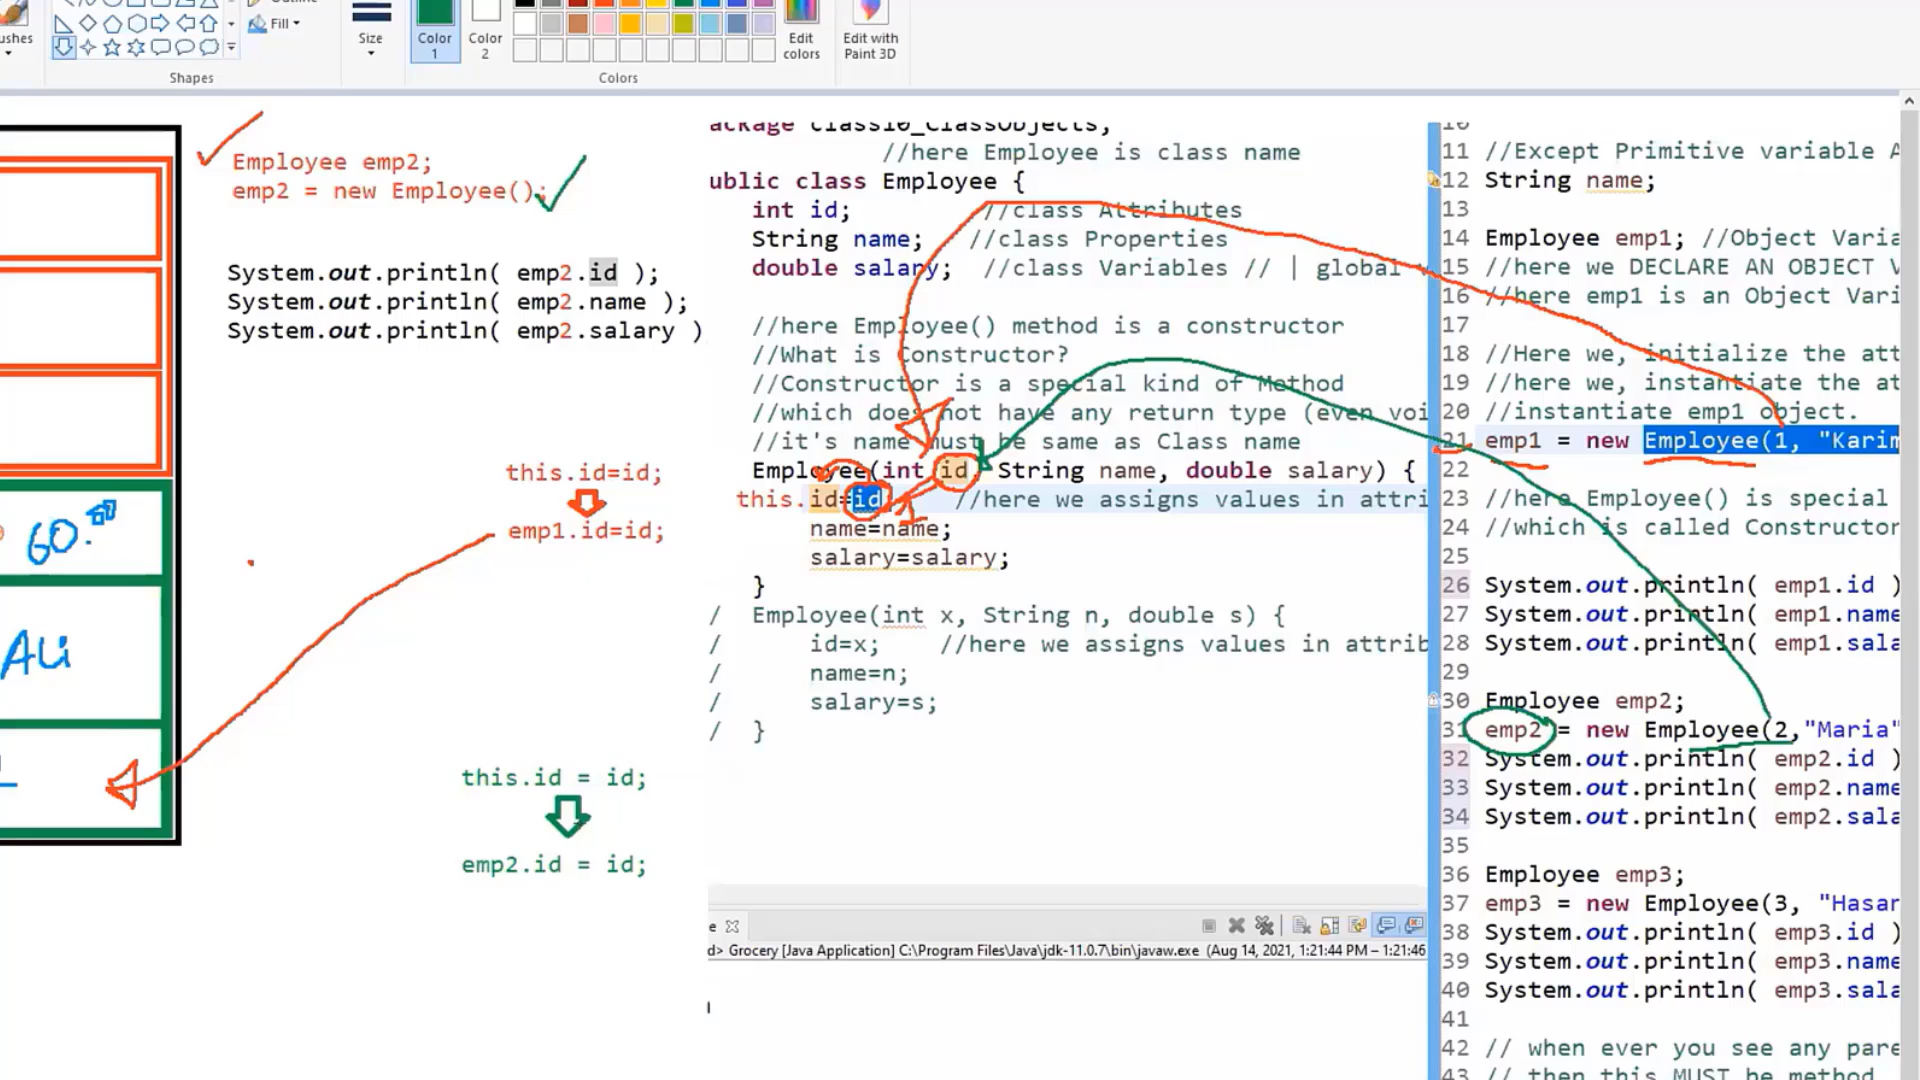 Fill
Size
Color
1
Color
2
Edit
colors
Edit with
Paint 3D
Shapes
Colors
Employee emp2;
emp2 = new Employee();
System.out.println( emp2.id );
System.out.println( emp2.name );
System.out.println( emp2.salary )
this.id=id;
emp1.id=id;
60.00
Ali
this.id = id;
emp2.id = id;
ackage class10_ClassObjects;
//here Employee is class name
ublic class Employee {
int id; //class Attributes
String name; //class Properties
double salary; //class Variables // | global
//here Employee() method is a constructor
//What is Constructor?
//Constructor is a special kind of Method
//which does not have any return type (even voi
//it's name must be same as Class name
Employee(int id, String name, double salary) {
this.id=id; //here we assigns values in attri
1
name=name;
salary=salary;
}
/ Employee(int x, String n, double s) {
/ id=x; //here we assigns values in attrib
/ name=n;
/ salary=s;
/ }
d> Grocery [Java Application] C:\Program Files\Java\jdk-11.0.7\bin\javaw.exe (Aug 14, 2021, 1:21:44 PM – 1:21:46
10
11 //Except Primitive variable A
12 String name;
13
14 Employee emp1; //Object Varia
15 //here we DECLARE AN OBJECT V
16 //here emp1 is an Object Vari
17
18 //Here we, initialize the att
19 //here we, instantiate the at
20 //instantiate emp1 object.
21 emp1 = new Employee(1, "Karim
22
23 //here Employee() is special
24 //which is called Constructor
25
26 System.out.println( emp1.id )
27 System.out.println( emp1.name
28 System.out.println( emp1.sala
29
30 Employee emp2;
31 emp2 = new Employee(2,"Maria"
32 System.out.println( emp2.id )
33 System.out.println( emp2.name
34 System.out.println( emp2.sala
35
36 Employee emp3;
37 emp3 = new Employee(3, "Hasan
38 System.out.println( emp3.id )
39 System.out.println( emp3.name
40 System.out.println( emp3.sala
41
42 // when ever you see any pare
43 // then this MUST be method